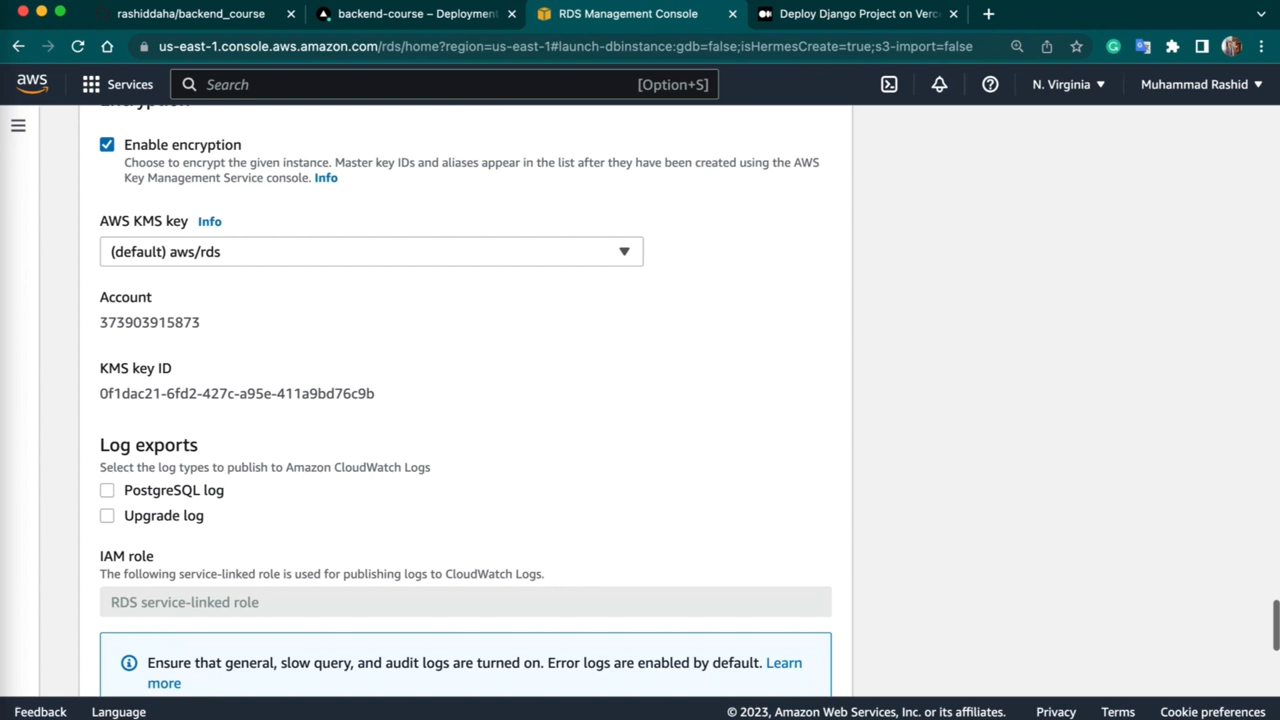 rashiddaha/backend_course
backend-course – Deployment
RDS Management Console
Deploy Django Project on Verce
us-east-1.console.aws.amazon.com/rds/home?region=us-east-1#launch-dbinstance:gdb=false;isHermesCreate=true;s3-import=false
aws
Services
Search
[Option+S]
N. Virginia
Muhammad Rashid
Encryption
Enable encryption
Choose to encrypt the given instance. Master key IDs and aliases appear in the list after they have been created using the AWS
Key Management Service console. Info
AWS KMS key Info
(default) aws/rds
Account
373903915873
KMS key ID
0f1dac21-6fd2-427c-a95e-411a9bd76c9b
Log exports
Select the log types to publish to Amazon CloudWatch Logs
PostgreSQL log
Upgrade log
IAM role
The following service-linked role is used for publishing logs to CloudWatch Logs.
RDS service-linked role
Ensure that general, slow query, and audit logs are turned on. Error logs are enabled by default. Learn
more
Feedback
Language
© 2023, Amazon Web Services, Inc. or its affiliates.
Privacy
Terms
Cookie preferences